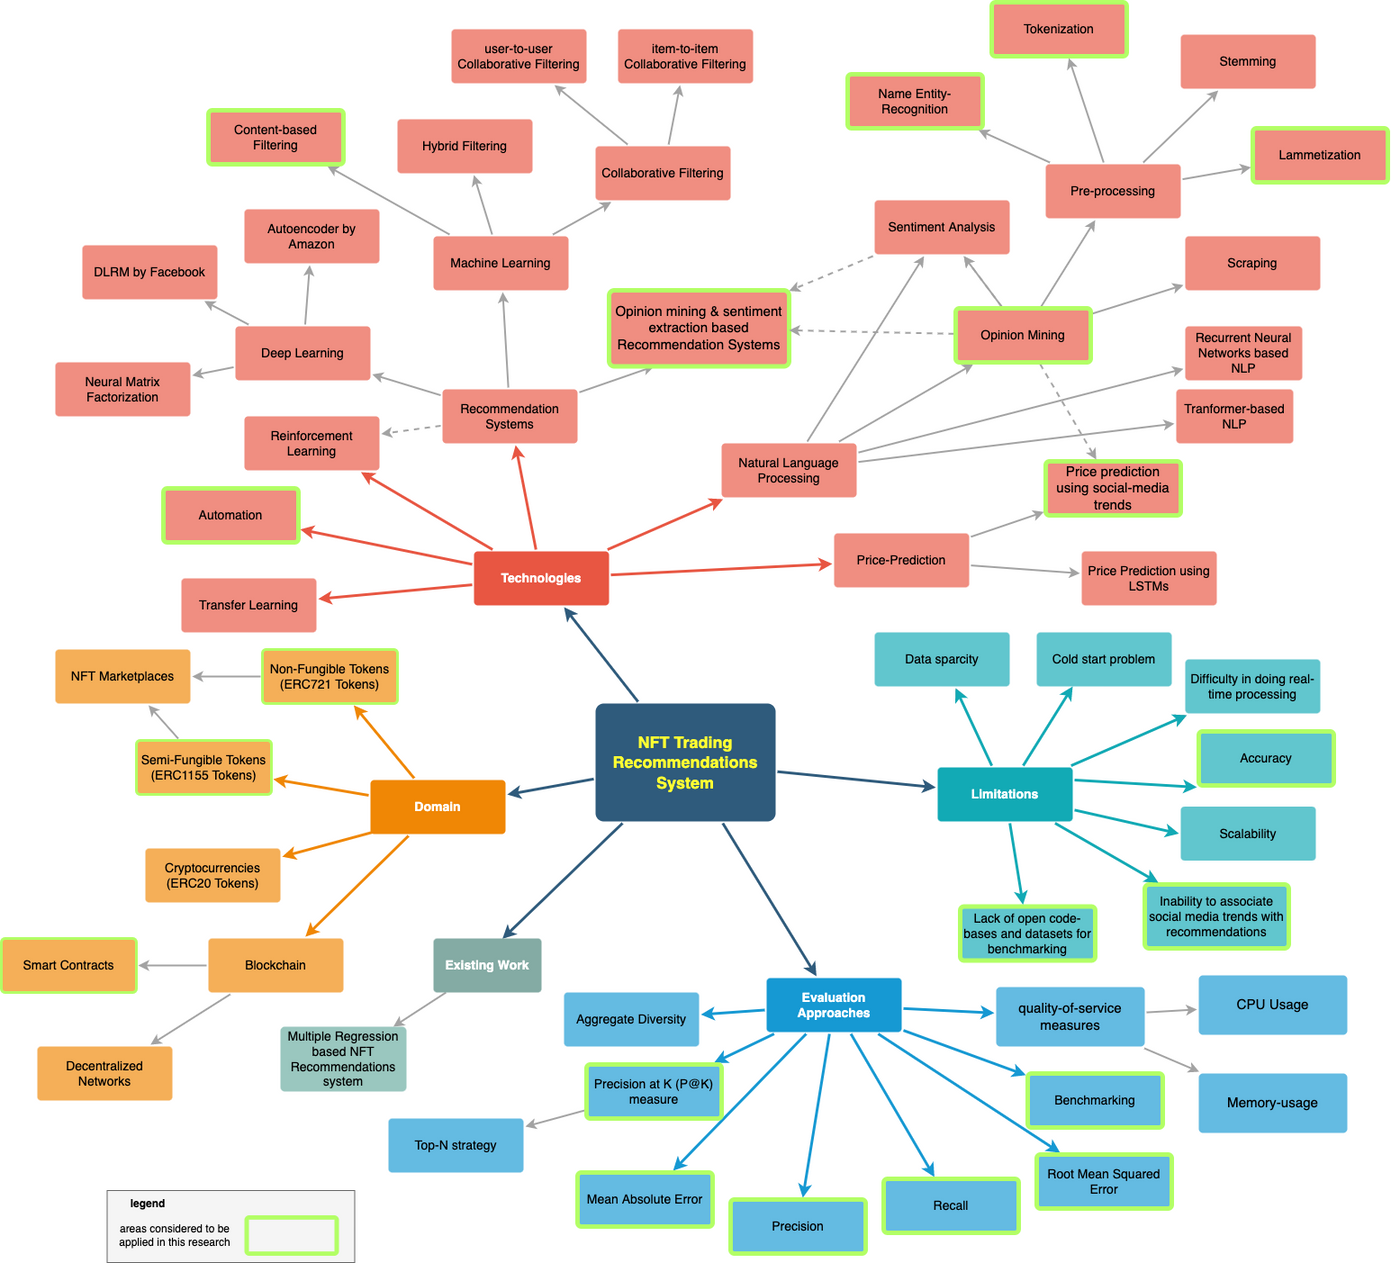 Tokenization
user-to-user
Collaborative Filtering
item-to-item
Collaborative Filtering
Stemming
Name Entity-
Recognition
Content-based
Filtering
Hybrid Filtering
Lammetization
Collaborative Filtering
Pre-processing
Autoencoder by
Amazon
Sentiment Analysis
DLRM by Facebook
Machine Learning
Scraping
Opinion mining & sentiment
extraction based
Recommendation Systems
Opinion Mining
Deep Learning
Recurrent Neural
Networks based
NLP
Neural Matrix
Factorization
Recommendation
Systems
Tranformer-based
NLP
Reinforcement
Learning
Natural Language
Processing
Price prediction
using social-media
trends
Automation
Price-Prediction
Technologies
Price Prediction using
LSTMs
Transfer Learning
NFT Marketplaces
Non-Fungible Tokens
(ERC721 Tokens)
Data sparcity
Cold start problem
Difficulty in doing real-
time processing
NFT Trading
Recommendations
System
Semi-Fungible Tokens
(ERC1155 Tokens)
Accuracy
Domain
Limitations
Scalability
Cryptocurrencies
(ERC20 Tokens)
Inability to associate
social media trends with
recommendations
Lack of open code-
bases and datasets for
benchmarking
Smart Contracts
Blockchain
Existing Work
Evaluation
Approaches
Aggregate Diversity
quality-of-service
measures
CPU Usage
Multiple Regression
based NFT
Recommendations
system
Decentralized
Networks
Precision at K (P@K)
measure
Benchmarking
Memory-usage
Top-N strategy
Mean Absolute Error
Root Mean Squared
Error
Recall
Precision
legend
areas considered to be
applied in this research